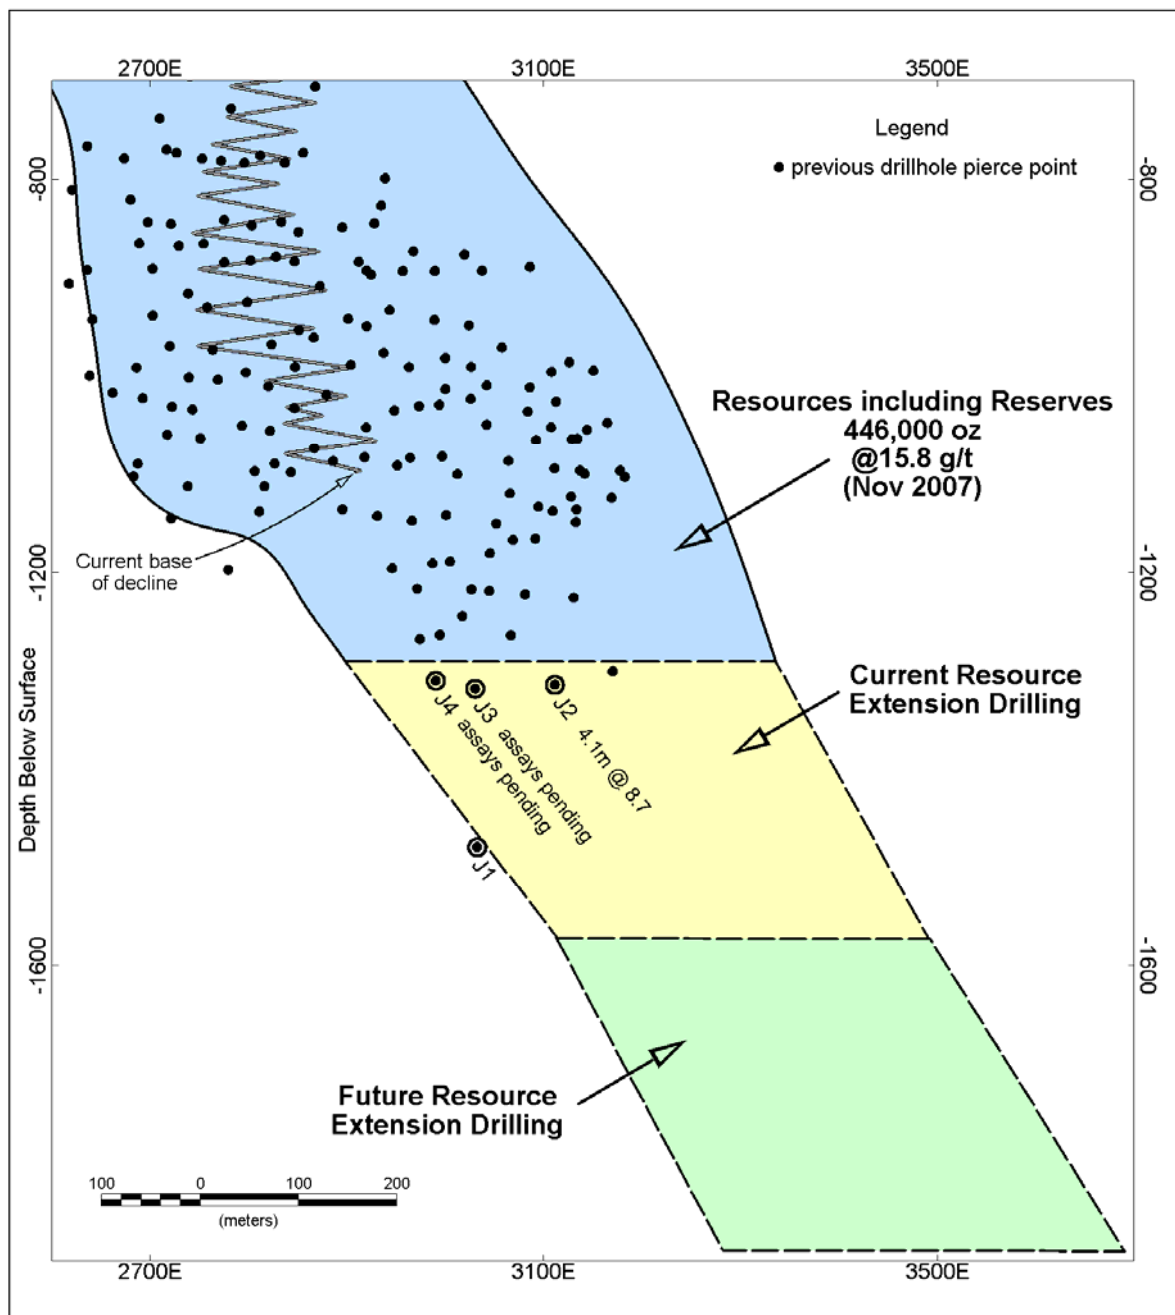 2700E 3100E 3500E
Legend
previous drillhole pierce point
-800 -800
Resources including Reserves
446,000 oz
@15.8 g/t
(Nov 2007)
Current base
of decline
-1200 -1200
Current Resource
Extension Drilling
J4 assays pending
J3 assays pending
J2 4.1m @ 8.7
J1
Depth Below Surface
-1600 -1600
Future Resource
Extension Drilling
100 0 100 200
(meters)
2700E 3100E 3500E